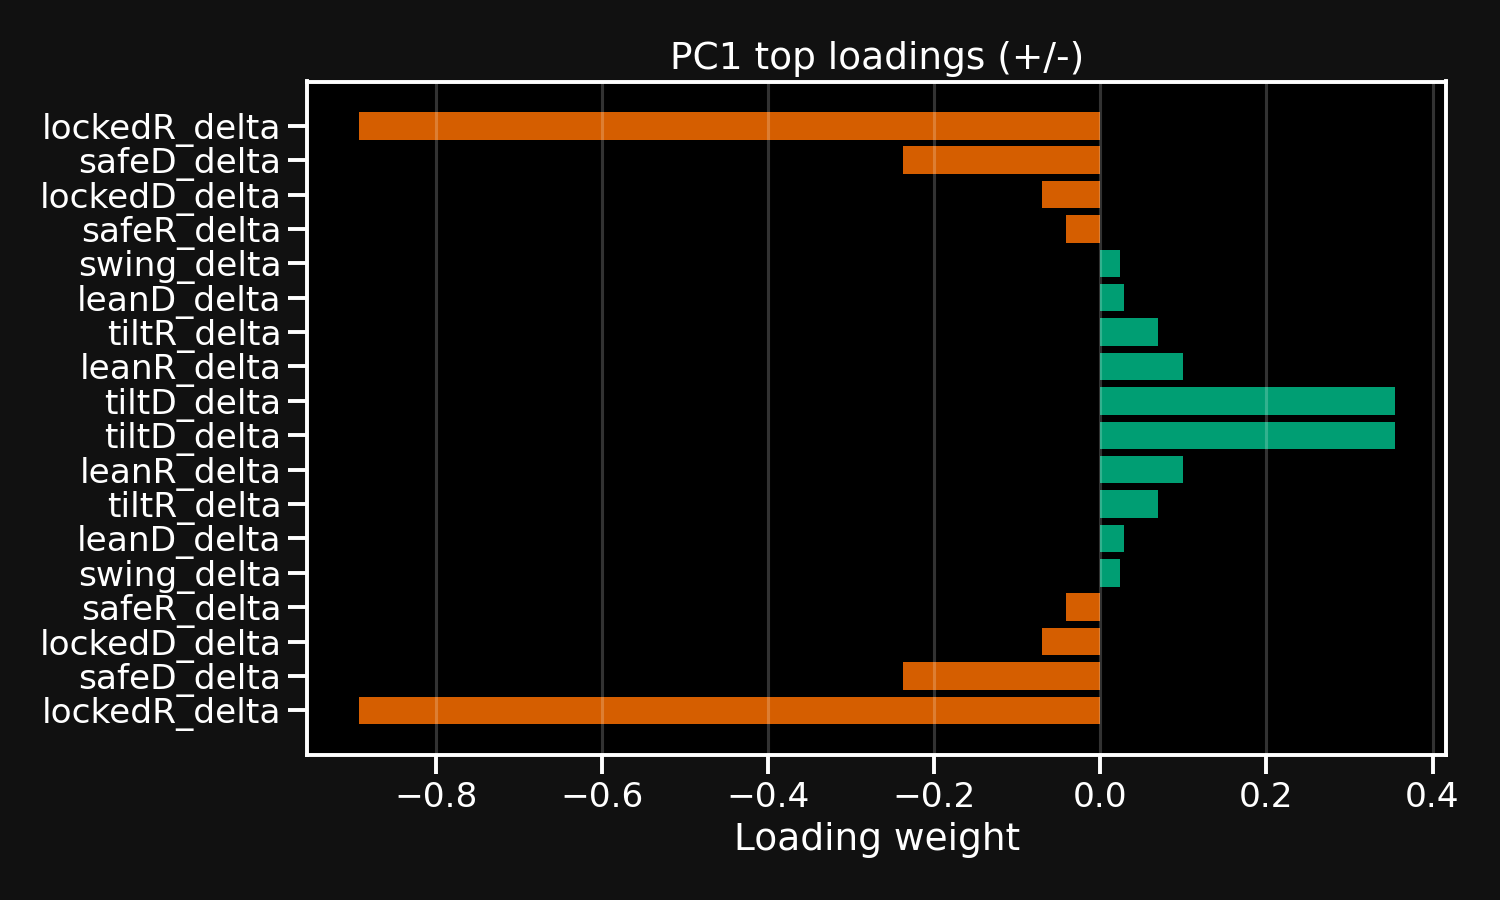 PC1 top loadings (+/-)
lockedR_delta
safeD_delta
lockedD_delta
safeR_delta
swing_delta
leanD_delta
tiltR_delta
leanR_delta
tiltD_delta
tiltD_delta
leanR_delta
tiltR_delta
leanD_delta
swing_delta
safeR_delta
lockedD_delta
safeD_delta
lockedR_delta
−0.8 −0.6 −0.4 −0.2 0.0 0.2 0.4
Loading weight